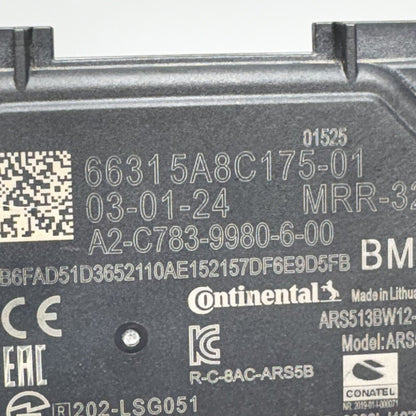 01525
66315A8C175-01
03-01-24 MRR-32
A2-C783-9980-6-00
B6FAD51D3652110AE152157DF6E9D5FB BM
Continental Made in Lithua
CE ARS513BW12-
Model: ARS
EAC
R-C-8AC-ARS5B
CONATEL
R 202-LSG051